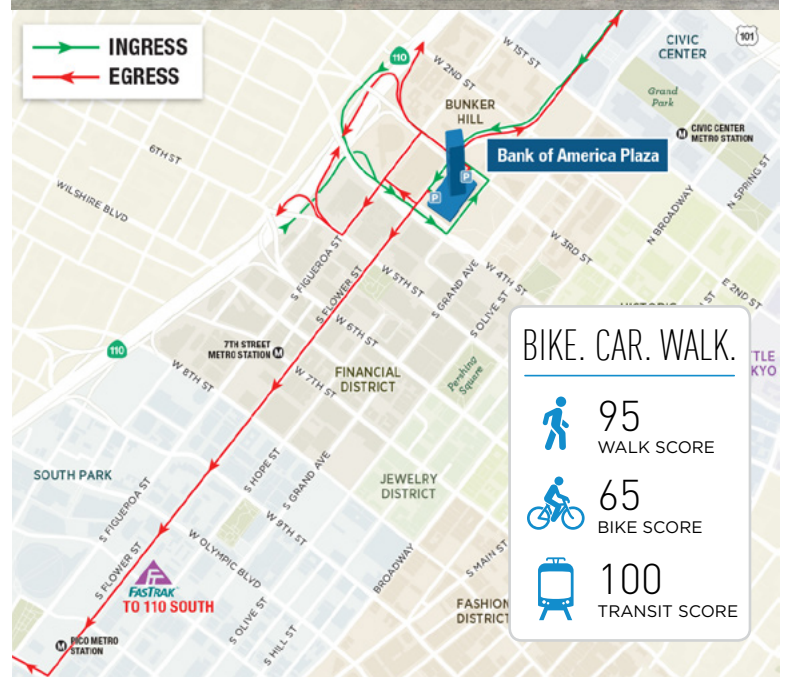 INGRESS
EGRESS
110
W 1ST ST
CIVIC
CENTER
101
W 2ND ST
Grand
Park
BUNKER
HILL
M CIVIC CENTER
METRO STATION
6TH ST
Bank of America Plaza
P
P
WILSHIRE BLVD
N SPRING ST
N BROADWAY
W 3RD ST
S FIGUEROA ST
S FLOWER ST
W 5TH ST
S GRAND AVE
W 4TH ST
S OLIVE ST
E 2ND ST
ST
W 6TH ST
110
7TH STREET
METRO STATION M
W 8TH ST
W 7TH ST
FINANCIAL
DISTRICT
Pershing
Square
TLE
KYO
BIKE. CAR. WALK.
95
WALK SCORE
65
BIKE SCORE
100
TRANSIT SCORE
SOUTH PARK
S HOPE ST
S GRAND AVE
JEWELRY
DISTRICT
S FIGUEROA ST
W 9TH ST
S FLOWER ST
W OLYMPIC BLVD
BROADWAY
S MAIN ST
FASTRAK
TO 110 SOUTH
S OLIVE ST
S HILL ST
FASHION
DISTRICT
M PICO METRO
STATION